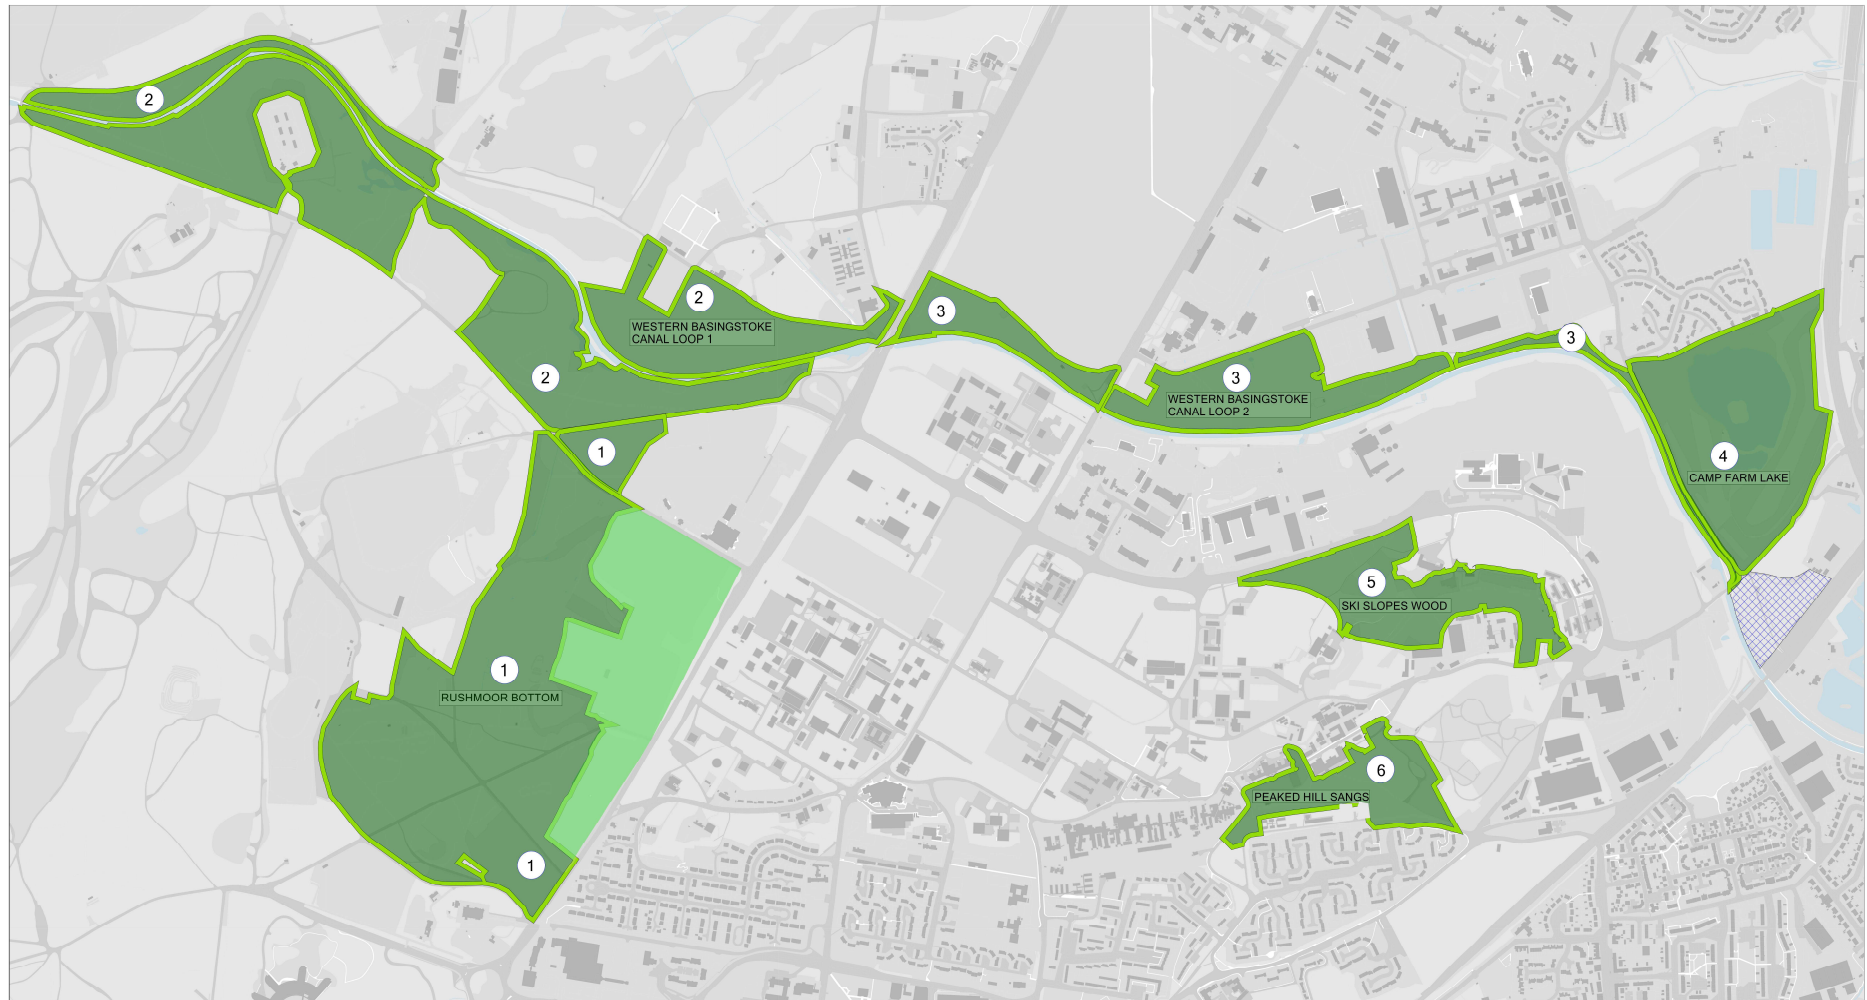 2
2
WESTERN BASINGSTOKE
CANAL LOOP 1
3
3
2
3
WESTERN BASINGSTOKE
CANAL LOOP 2
1
4
CAMP FARM LAKE
5
SKI SLOPES WOOD
1
RUSHMOOR BOTTOM
6
PEAKED HILL SANGS
1